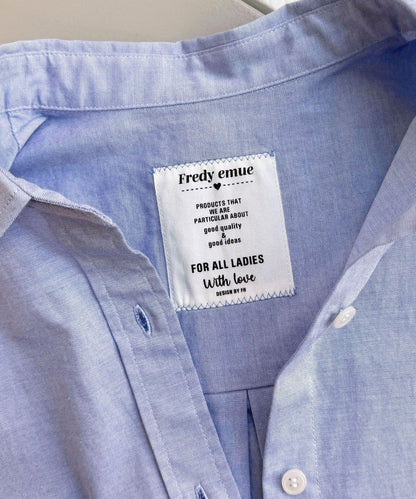 Fredy emue
PRODUCTS THAT
WE ARE
PARTICULAR ABOUT
good quality
&
good ideas
FOR ALL LADIES
With love
DESIGN BY FR